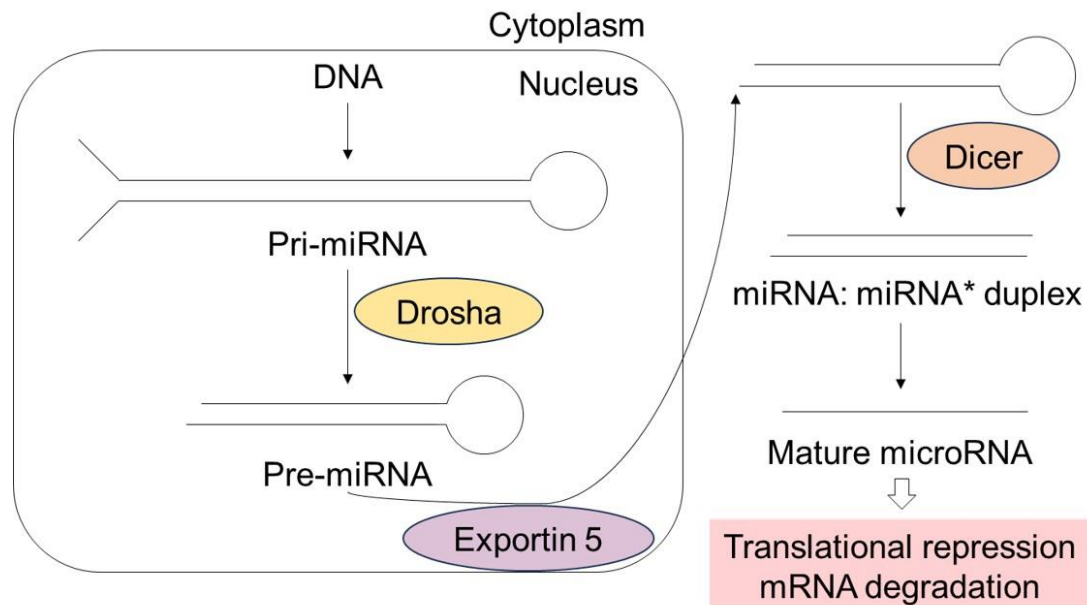 Cytoplasm
Nucleus
DNA
Pri-miRNA
Drosha
Pre-miRNA
Exportin 5
Dicer
miRNA: miRNA* duplex
Mature microRNA
Translational repression
mRNA degradation